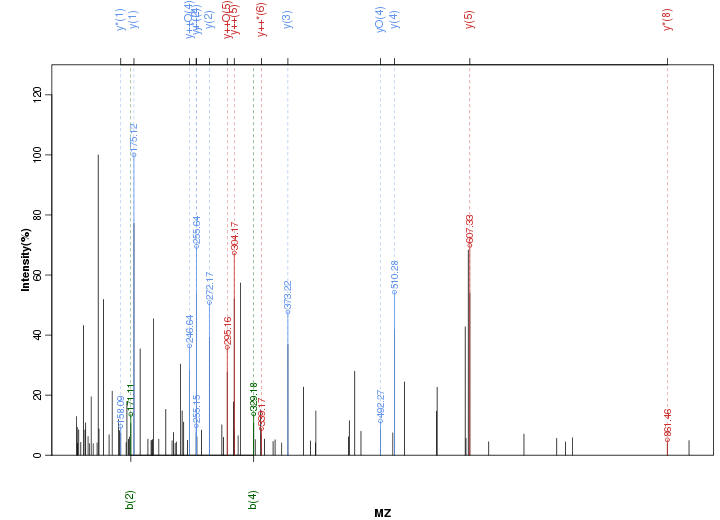 y*(1)
y(1)
y++O(4)
y(2)
y++O(5)
y++(5)
y++*(6)
y(3)
yO(4)
y(4)
y(5)
y*(8)
175.12
255.64
304.17
607.33
272.17
510.28
373.22
246.64
295.16
171.11
329.18
158.09
255.15
339.17
492.27
861.46
Intensity(%)
0
20
40
60
80
100
120
b(2)
b(4)
MZ